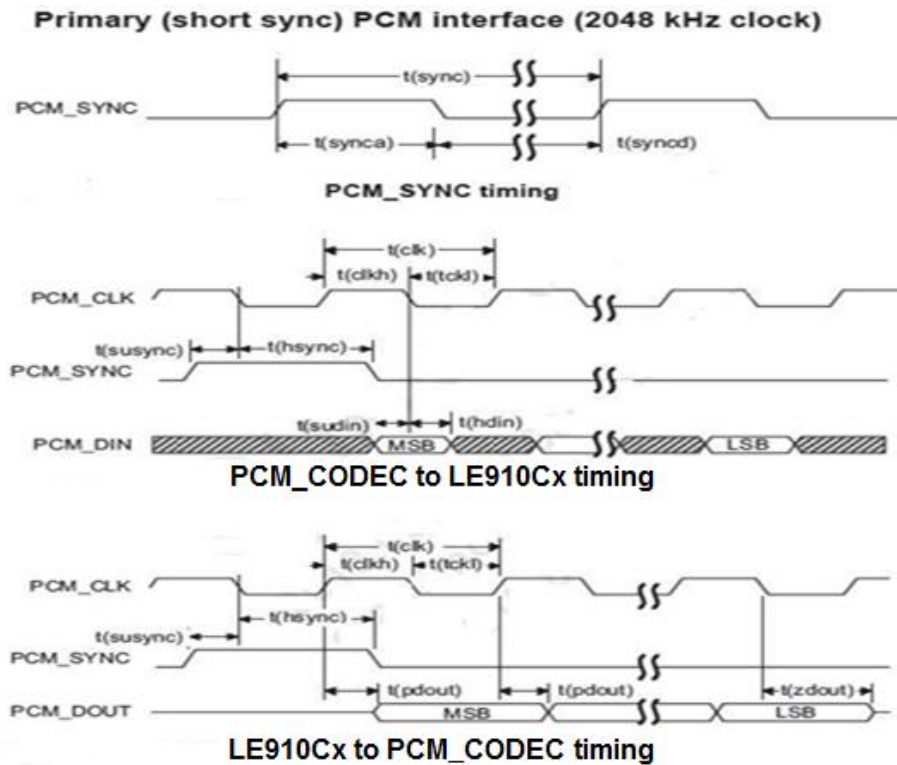 Primary (short sync) PCM interface (2048 kHz clock)
t(sync)
PCM_SYNC
t(synca)
t(syncd)
PCM_SYNC timing
t(clk)
t(clkh)
t(tckl)
PCM_CLK
t(susync)
t(hsync)
PCM_SYNC
t(sudin)
t(hdin)
PCM_DIN
MSB
LSB
PCM_CODEC to LE910Cx timing
t(clk)
t(clkh)
t(tckl)
PCM_CLK
t(hsync)
t(susync)
PCM_SYNC
t(pdout)
t(pdout)
t(zdout)
PCM_DOUT
MSB
LSB
LE910Cx to PCM_CODEC timing